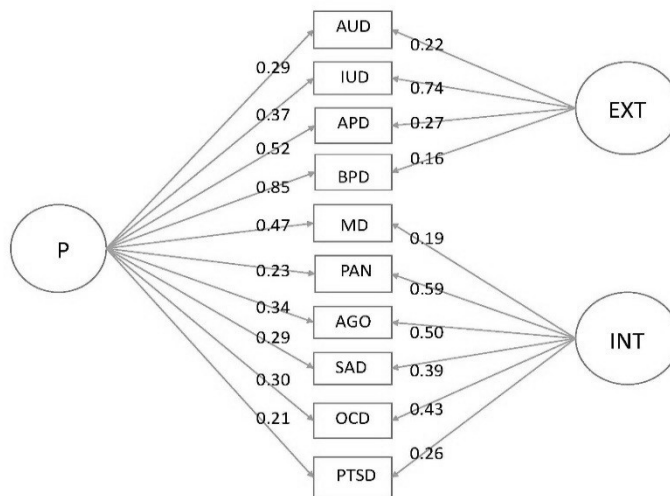 AUD
0.22
0.29
IUD
0.74
EXT
0.37
APD
0.27
0.52
0.16
BPD
0.85
MD
0.47
0.19
P
PAN
0.23
0.59
AGO
0.34
0.50
INT
0.29
SAD
0.39
0.30
OCD
0.43
0.21
0.26
PTSD